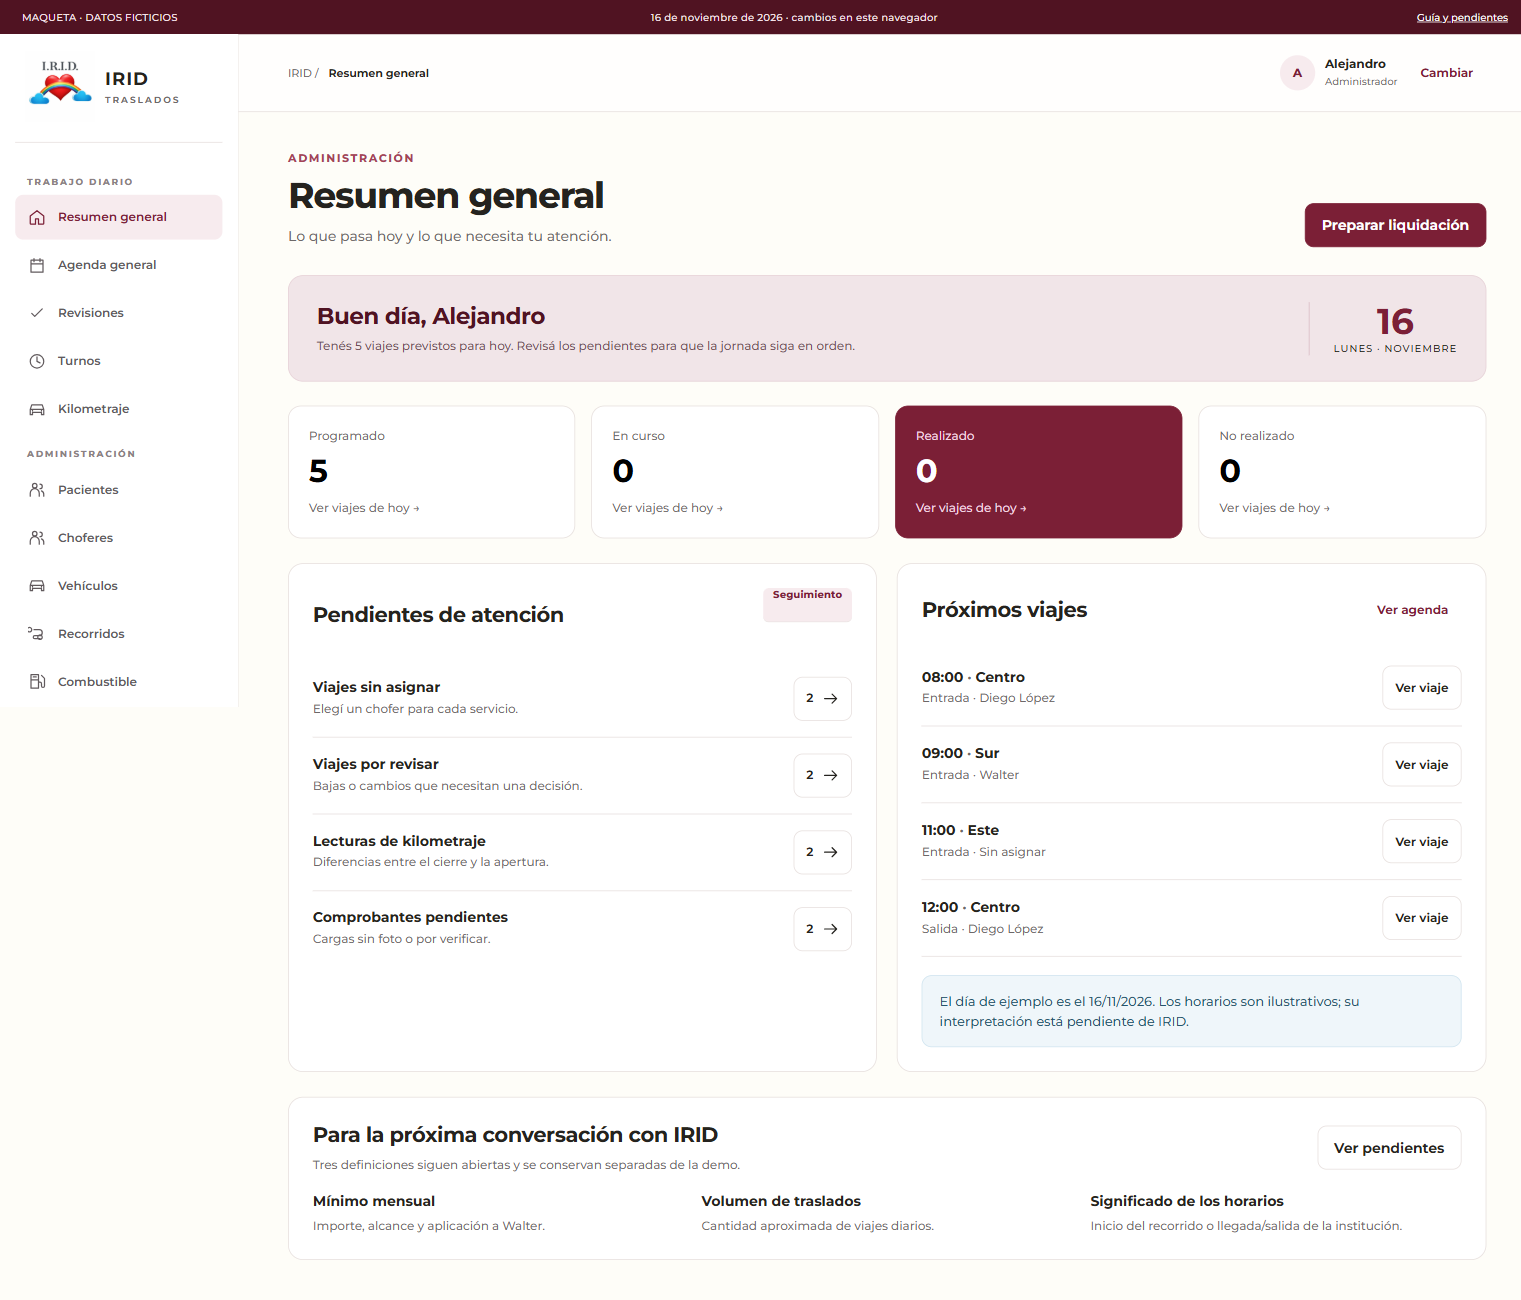 MAQUETA · DATOS FICTICIOS
16 de noviembre de 2026 · cambios en este navegador
Guía y pendientes
I.R.I.D.
IRID
TRASLADOS
IRID / Resumen general
A
Alejandro
Administrador
Cambiar
TRABAJO DIARIO
Resumen general
Agenda general
Revisiones
Turnos
Kilometraje
ADMINISTRACIÓN
Pacientes
Choferes
Vehículos
Recorridos
Combustible
ADMINISTRACIÓN
Resumen general
Lo que pasa hoy y lo que necesita tu atención.
Preparar liquidación
Buen día, Alejandro
Tenés 5 viajes previstos para hoy. Revisá los pendientes para que la jornada siga en orden.
16
LUNES · NOVIEMBRE
Programado
5
Ver viajes de hoy →
En curso
0
Ver viajes de hoy →
Realizado
0
Ver viajes de hoy →
No realizado
0
Ver viajes de hoy →
Pendientes de atención
Seguimiento
Viajes sin asignar
Elegí un chofer para cada servicio.
2 →
Viajes por revisar
Bajas o cambios que necesitan una decisión.
2 →
Lecturas de kilometraje
Diferencias entre el cierre y la apertura.
2 →
Comprobantes pendientes
Cargas sin foto o por verificar.
2 →
Próximos viajes
Ver agenda
08:00 · Centro
Entrada · Diego López
Ver viaje
09:00 · Sur
Entrada · Walter
Ver viaje
11:00 · Este
Entrada · Sin asignar
Ver viaje
12:00 · Centro
Salida · Diego López
Ver viaje
El día de ejemplo es el 16/11/2026. Los horarios son ilustrativos; su
interpretación está pendiente de IRID.
Para la próxima conversación con IRID
Tres definiciones siguen abiertas y se conservan separadas de la demo.
Ver pendientes
Mínimo mensual
Importe, alcance y aplicación a Walter.
Volumen de traslados
Cantidad aproximada de viajes diarios.
Significado de los horarios
Inicio del recorrido o llegada/salida de la institución.